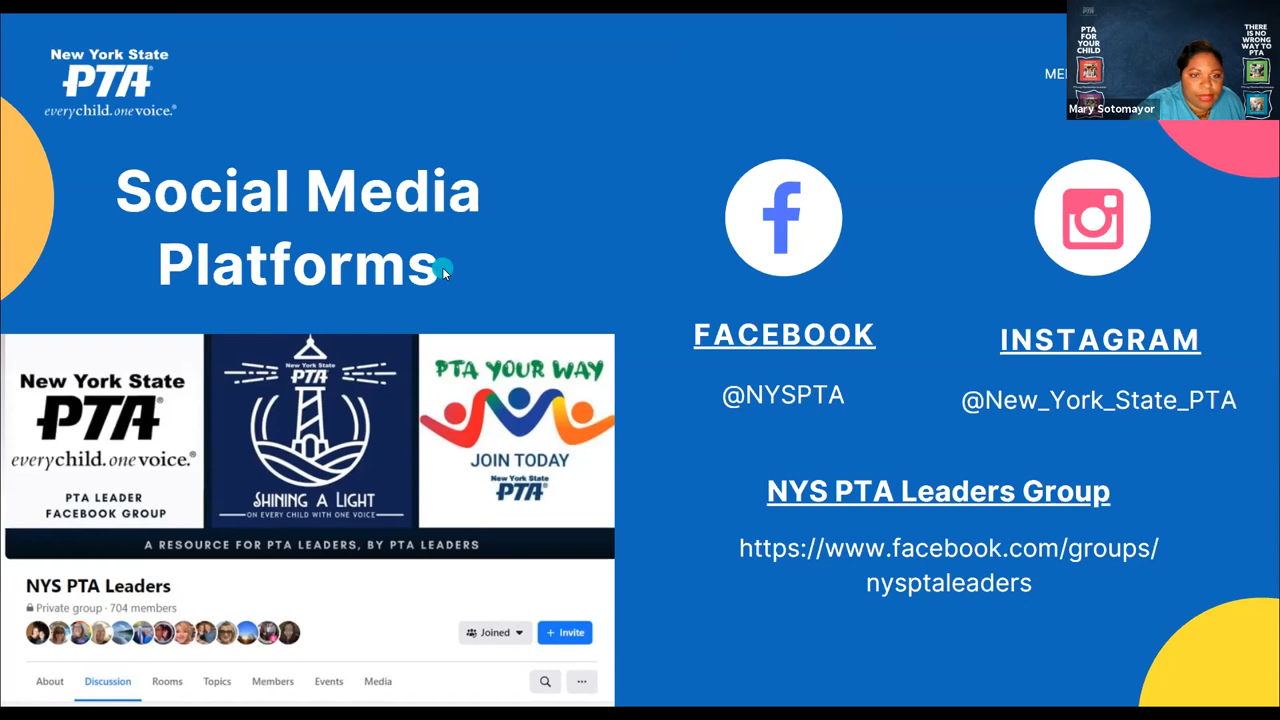 New York State
PTA®
everychild.onevoice.®
PTA
FOR
YOUR
CHILD
THERE
IS NO
WRONG
WAY TO
PTA
Mary Sotomayor
Social Media
Platforms
FACEBOOK
@NYSPTA
INSTAGRAM
@New_York_State_PTA
NYS PTA Leaders Group
https://www.facebook.com/groups/
nysptaleaders
New York State
PTA®
everychild.onevoice.®
PTA LEADER
FACEBOOK GROUP
New York State
PTA
SHINING A LIGHT
ON EVERY CHILD WITH ONE VOICE
PTA YOUR WAY
JOIN TODAY
New York State
PTA
A RESOURCE FOR PTA LEADERS, BY PTA LEADERS
NYS PTA Leaders
Private group · 704 members
Joined
+ Invite
About Discussion Rooms Topics Members Events Media